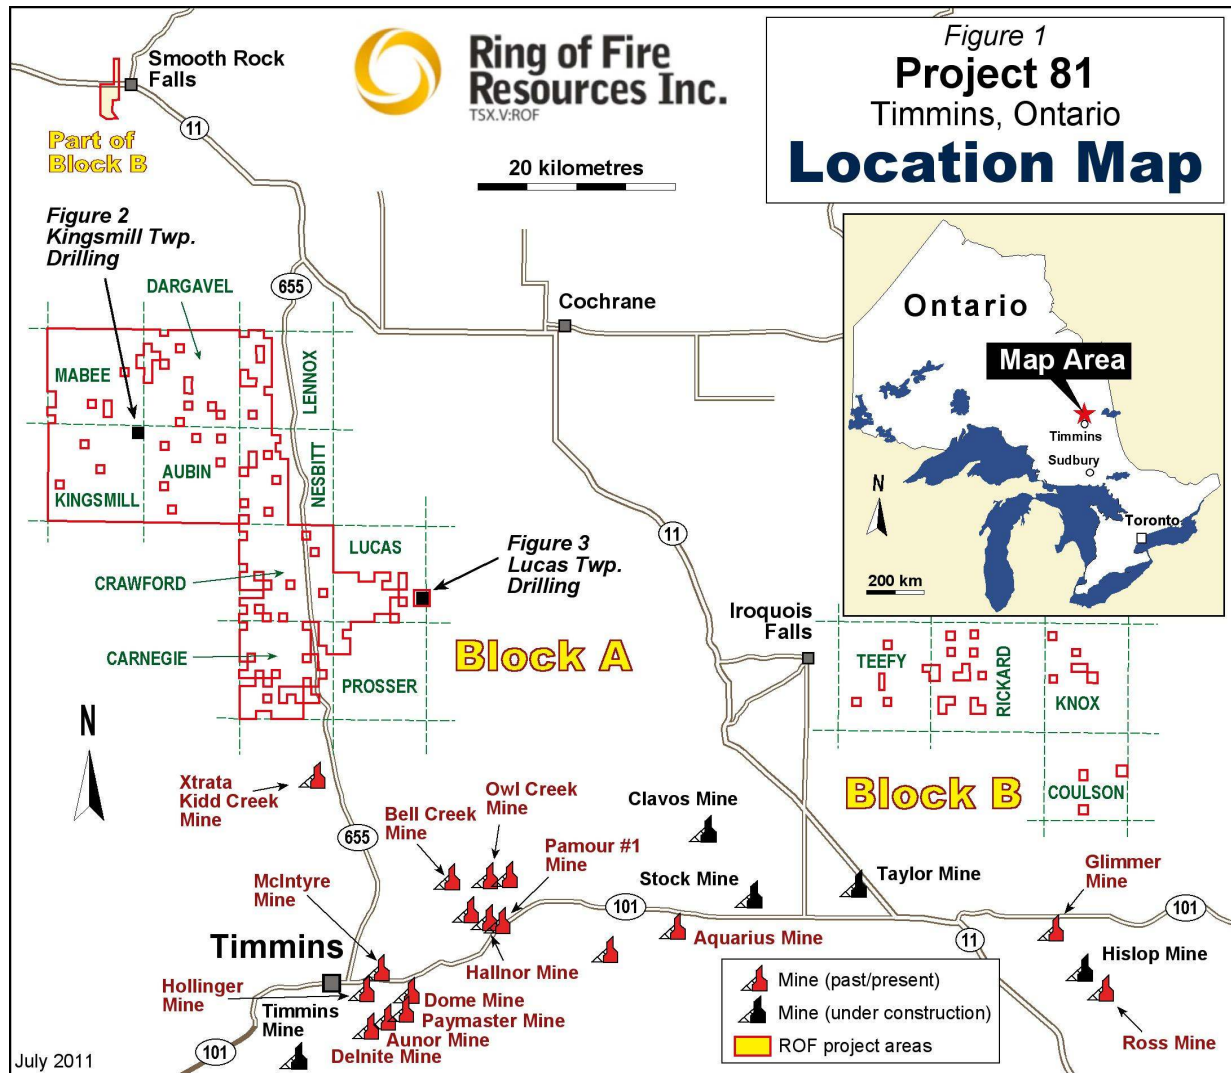 Figure 1
Project 81
Timmins, Ontario
Location Map
Ring of Fire
Resources Inc.
TSX.V:ROF
20 kilometres
Smooth Rock
Falls
11
Part of
Block B
Figure 2
Kingsmill Twp.
Drilling
DARGAVEL
655
Cochrane
MABEE
LENNOX
AUBIN
NESBITT
KINGSMILL
LUCAS
CRAWFORD
Figure 3
Lucas Twp.
Drilling
11
CARNEGIE
PROSSER
Block A
Iroquois
Falls
Ontario
Map Area
Timmins
Sudbury
N
Toronto
200 km
TEEFY
RICKARD
KNOX
COULSON
Block B
N
Xtrata
Kidd Creek
Mine
655
Bell Creek
Mine
Owl Creek
Mine
Pamour #1
Mine
Clavos Mine
Stock Mine
Taylor Mine
Glimmer
Mine
McIntyre
Mine
101
101
Timmins
Hallnor Mine
Aquarius Mine
11
Hislop Mine
Hollinger
Mine
Timmins
Mine
Dome Mine
Paymaster Mine
Aunor Mine
Delnite Mine
101
Ross Mine
Mine (past/present)
Mine (under construction)
ROF project areas
July 2011